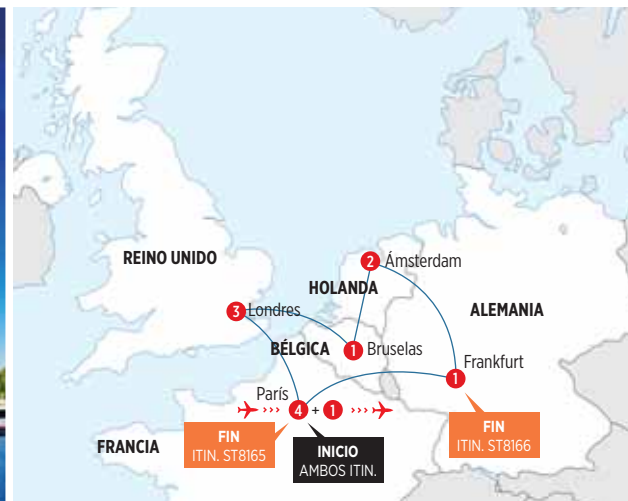 REINO UNIDO
2 Ámsterdam
HOLANDA
3 Londres
ALEMANIA
BÉLGICA
1 Bruselas
Frankfurt
1
París
4 + 1
FRANCIA
FIN
ITIN. ST8165
INICIO
AMBOS ITIN.
FIN
ITIN. ST8166